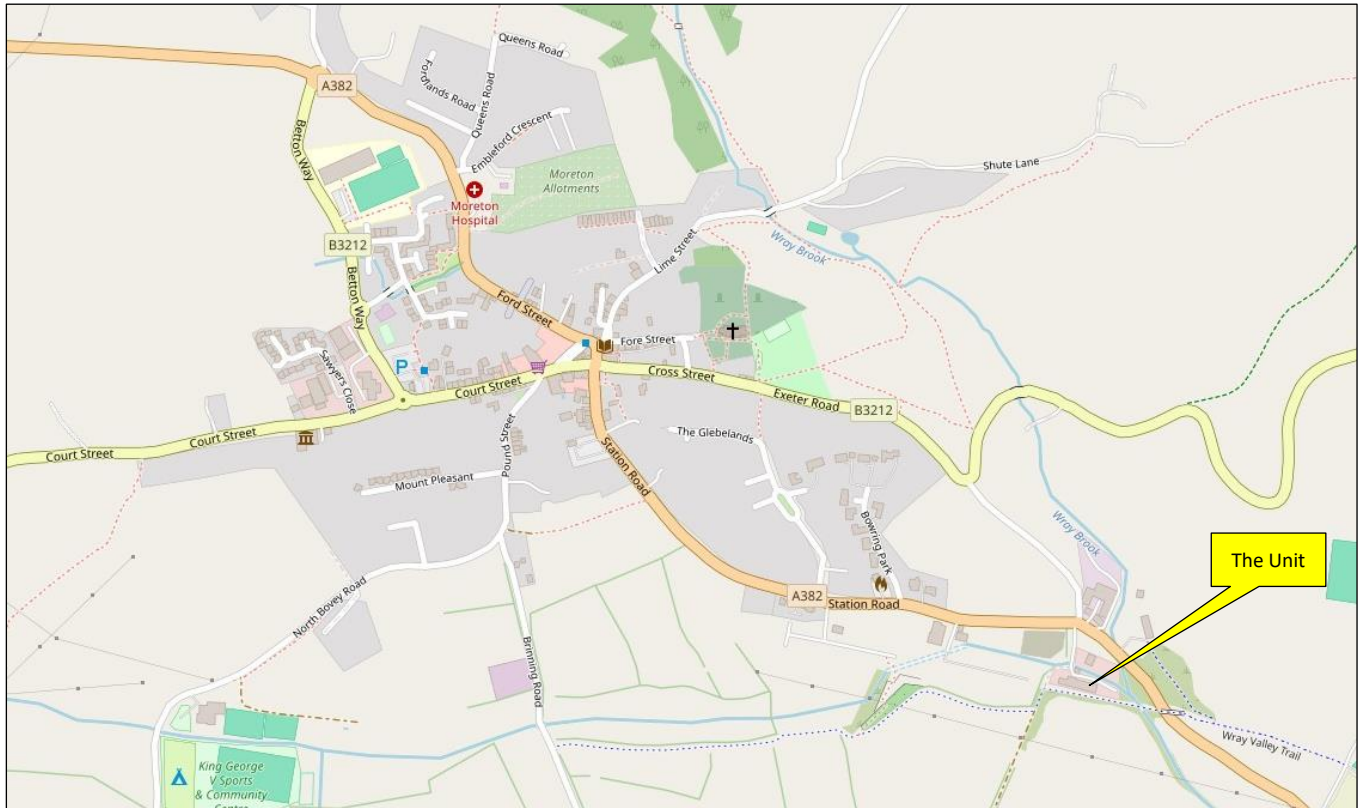 Queens Road
Fordlands Road
Queens Road
A382
Embleford Crescent
Betton Way
Moreton
Allotments
Shute Lane
Moreton
Hospital
B3212
Lime Street
Wray Brook
Betton Way
Ford Street
Fore Street
P
Sawyers Close
Court Street
Cross Street
Exeter Road
B3212
Court Street
Court Street
Pound Street
The Glebelands
Station Road
Mount Pleasant
Bowring Park
Wray Brook
The Unit
A382
Station Road
North Bovey Road
Brinning Road
Wray Valley Trail
King George
V Sports
& Community
Centre